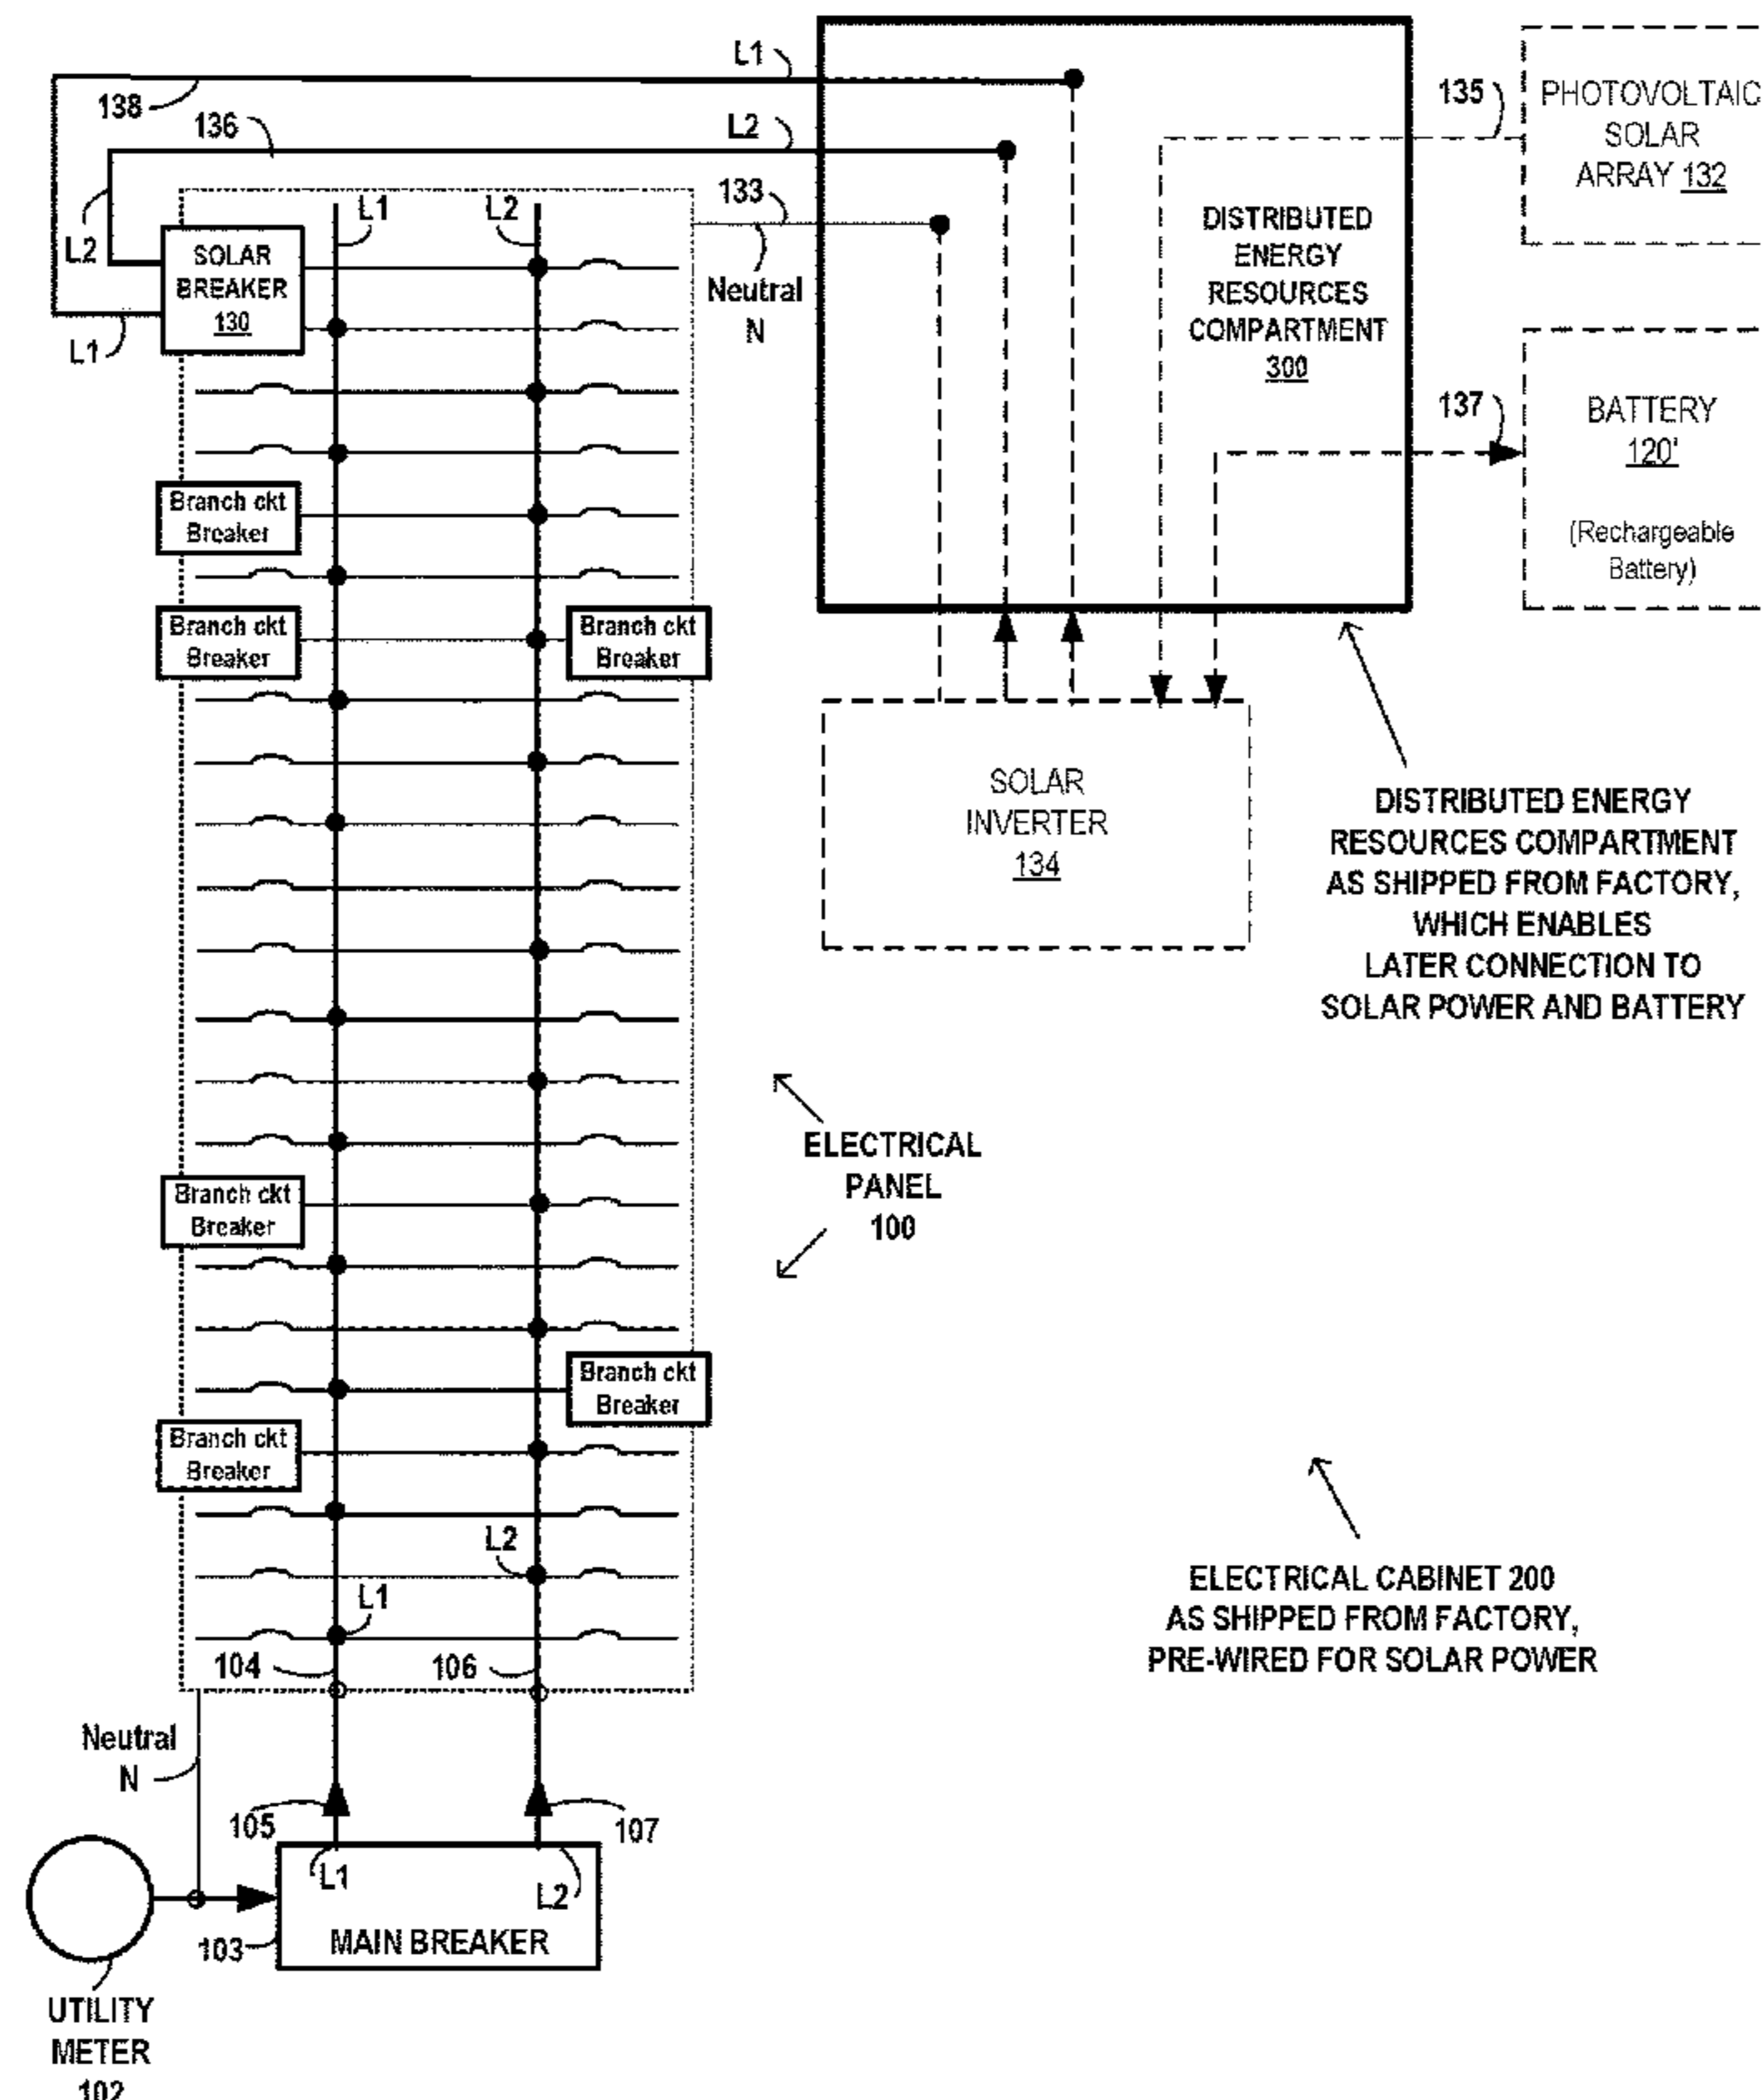 L1
138
136
L2
133
L1
L2
L2
SOLAR
BREAKER
130
L1
Neutral
N
DISTRIBUTED
ENERGY
RESOURCES
COMPARTMENT
300
135
PHOTOVOLTAIC
SOLAR
ARRAY 132
137
BATTERY
120'
(Rechargeable
Battery)
Branch ckt
Breaker
Branch ckt
Breaker
Branch ckt
Breaker
SOLAR
INVERTER
134
DISTRIBUTED ENERGY
RESOURCES COMPARTMENT
AS SHIPPED FROM FACTORY,
WHICH ENABLES
LATER CONNECTION TO
SOLAR POWER AND BATTERY
ELECTRICAL
PANEL
100
Branch ckt
Breaker
Branch ckt
Breaker
Branch ckt
Breaker
L2
L1
104
106
ELECTRICAL CABINET 200
AS SHIPPED FROM FACTORY,
PRE-WIRED FOR SOLAR POWER
Neutral
N
105
107
L1
L2
103
MAIN BREAKER
UTILITY
METER
102